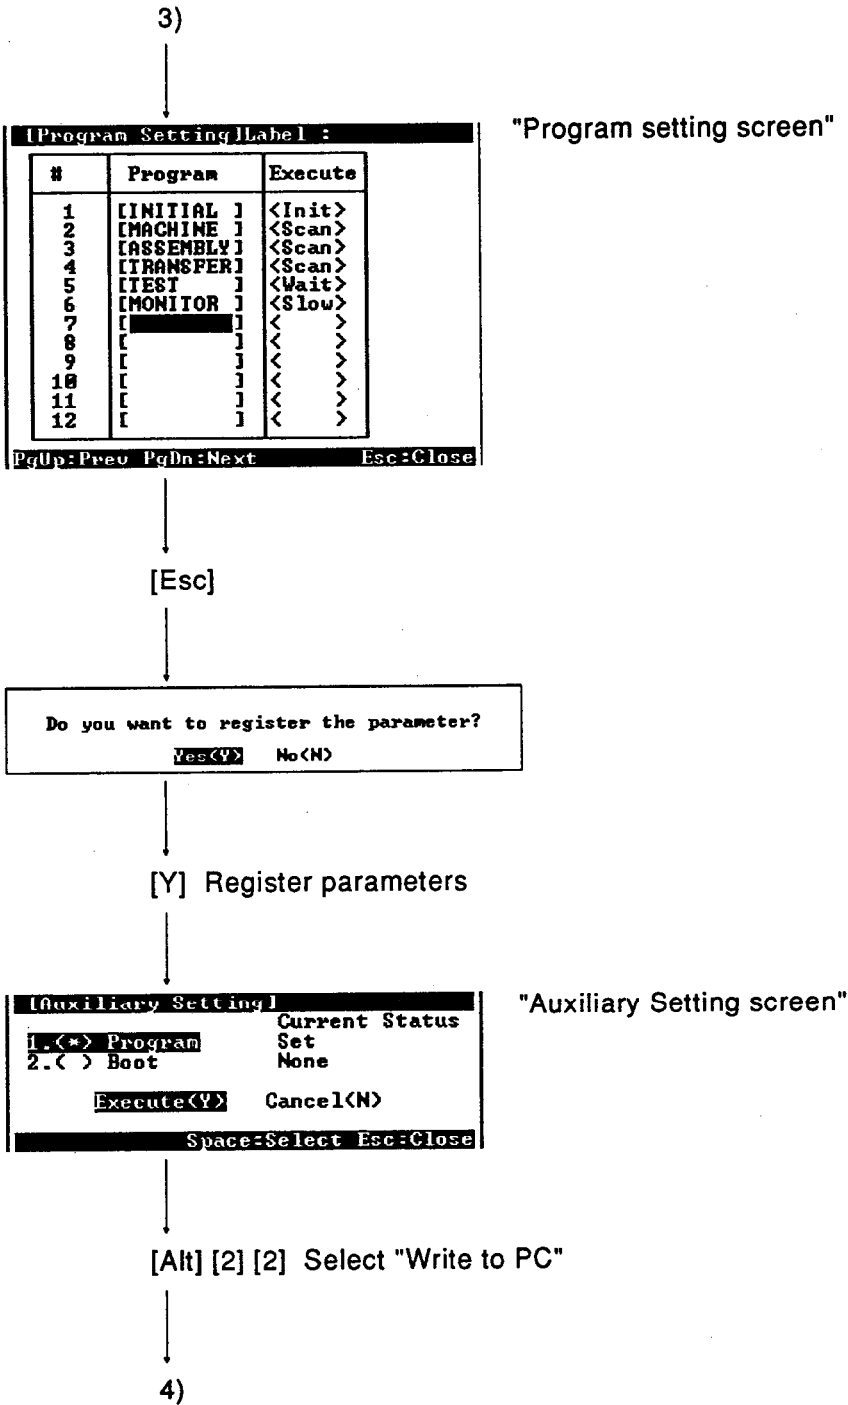 3)
"Program setting screen"
[Program Setting]Label :
# Program Execute
1 [INITIAL ] <Init>
2 [MACHINE ] <Scan>
3 [ASSEMBLY] <Scan>
4 [TRANSFER] <Scan>
5 [TEST ] <Wait>
6 [MONITOR ] <Slow>
7 [ ] < >
8 [ ] < >
9 [ ] < >
10 [ ] < >
11 [ ] < >
12 [ ] < >
PgUp:Prev PgDn:Next Esc:Close
[Esc]
Do you want to register the parameter?
Yes<Y> No<N>
[Y] Register parameters
"Auxiliary Setting screen"
[Auxiliary Setting]
Current Status
1.(*) Program Set
2.( ) Boot None
Execute<Y> Cancel<N>
Space:Select Esc:Close
[Alt] [2] [2] Select "Write to PC"
4)